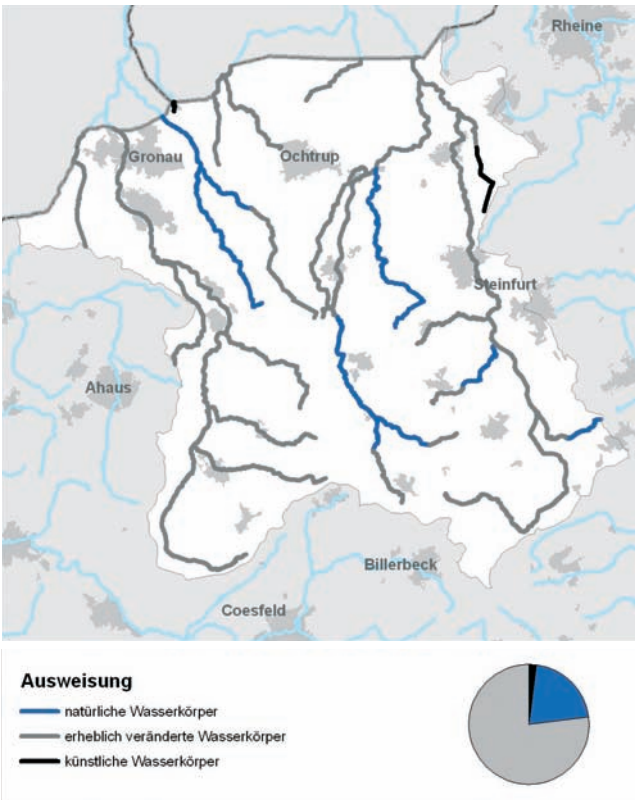 Rheine
Gronau
Ochtrup
Steinfurt
Ahaus
Billerbeck
Coesfeld
Ausweisung
natürliche Wasserkörper
erheblich veränderte Wasserkörper
künstliche Wasserkörper